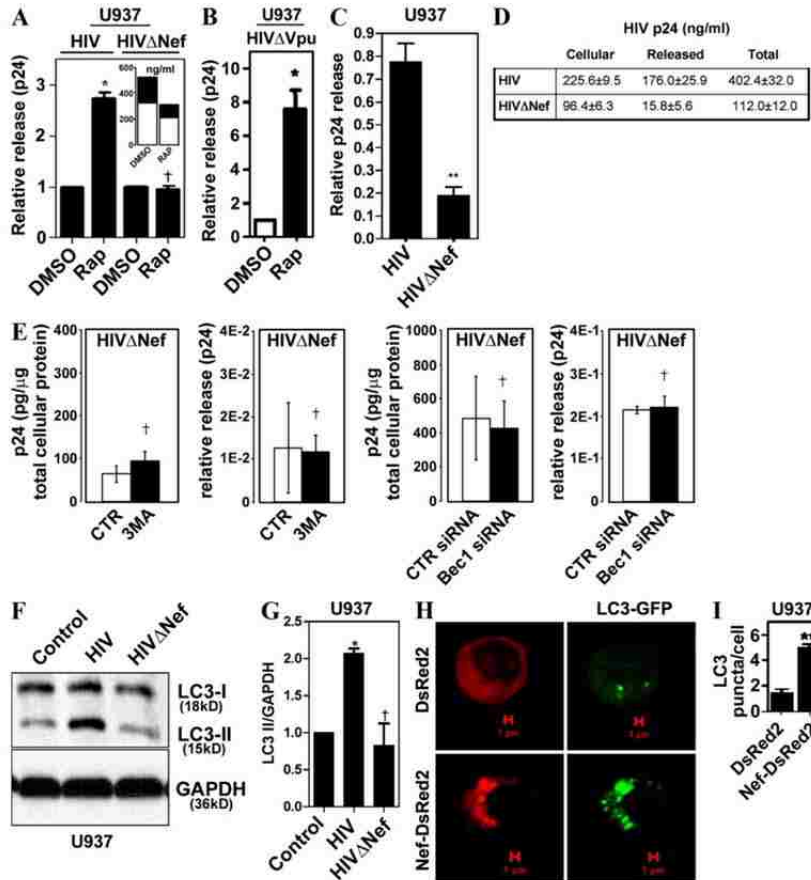 A
U937
HIV HIVΔNef
Relative release (p24)
3
2
1
0
*
†
ng/ml
600
400
200
0
DMSO RAP
DMSO Rap DMSO Rap
B
U937
HIVΔVpu
Relative release (p24)
10
8
6
4
2
0
*
DMSO Rap
C
U937
Relative p24 release
0.9
0.8
0.7
0.6
0.5
0.4
0.3
0.2
0.1
0.0
**
HIV HIVΔNef
D
HIV p24 (ng/ml)
Cellular Released Total
HIV 225.6±9.5 176.0±25.9 402.4±32.0
HIVΔNef 96.4±6.3 15.8±5.6 112.0±12.0
E
HIVΔNef
p24 (pg/μg
total cellular protein)
400
300
200
100
0
†
CTR 3MA
HIVΔNef
relative release (p24)
4E-2
2E-2
1E-2
0
†
CTR 3MA
HIVΔNef
p24 (pg/μg
total cellular protein)
1000
800
600
400
200
0
†
CTR siRNA Bec1 siRNA
HIVΔNef
relative release (p24)
4E-1
2E-1
1E-1
0
†
CTR siRNA Bec1 siRNA
F
Control HIV HIVΔNef
LC3-I
(18kD)
LC3-II
(15kD)
GAPDH
(36kD)
U937
G
U937
LC3 II/GAPDH
2.5
2.0
1.5
1.0
0.5
0.0
*
†
Control HIV HIVΔNef
H
LC3-GFP
DsRed2
Nef-DsRed2
I
U937
LC3
puncta/cell
6
4
2
0
DsRed2 Nef-DsRed2